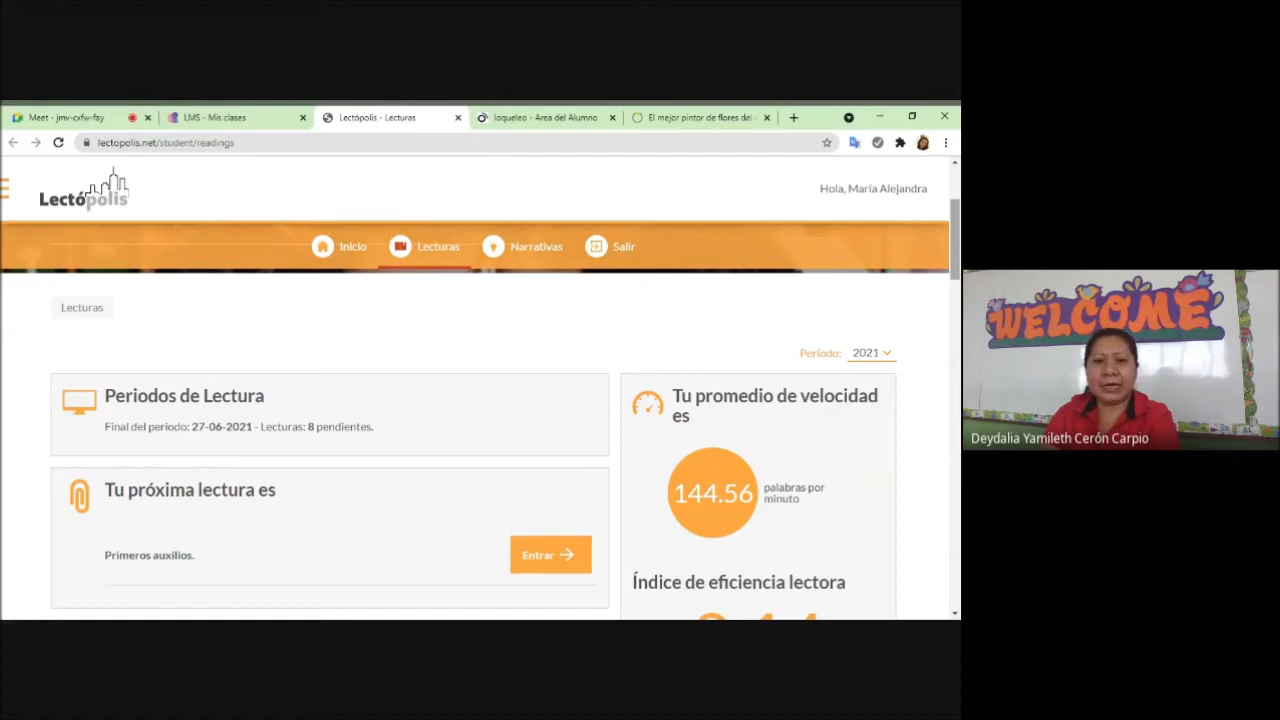 Meet - jmv-cxfw-fay
LMS - Mis clases
Lectópolis - Lecturas
loqueleo - Area del Alumno
El mejor pintor de flores del
lectopolis.net/student/readings
Lectópolis
Hola, María Alejandra
Inicio
Lecturas
Narrativas
Salir
Lecturas
Periodo: 2021
Periodos de Lectura
Final del periodo: 27-06-2021 - Lecturas: 8 pendientes.
Tu próxima lectura es
Primeros auxilios.
Entrar
Tu promedio de velocidad
es
144.56
palabras por
minuto
Índice de eficiencia lectora
WELCOME
Deydalia Yamileth Cerón Carpio